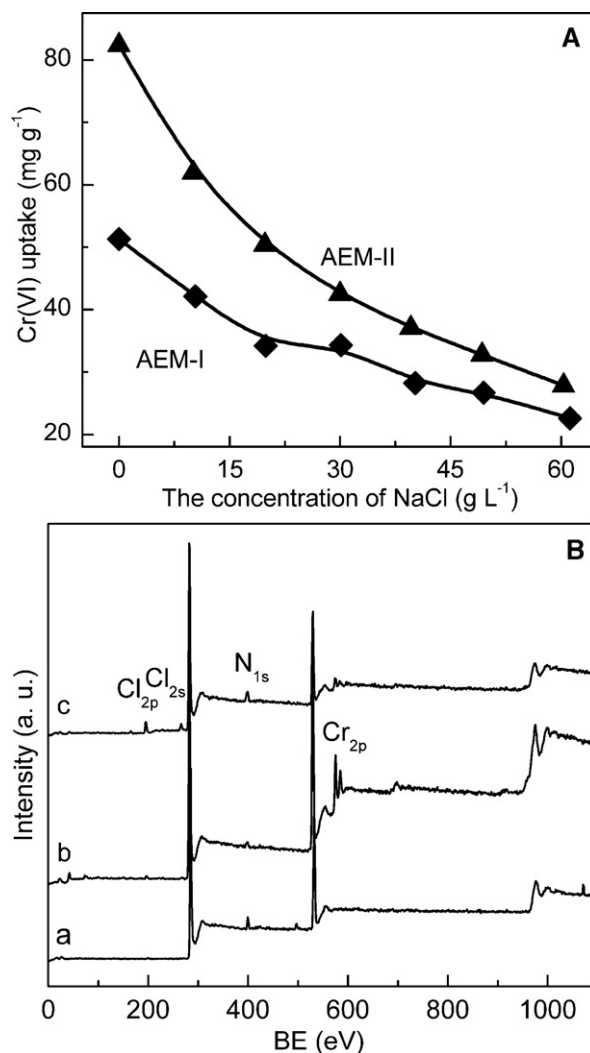 A
Cr(VI) uptake (mg g⁻¹)
80
60
40
20
AEM-II
AEM-I
0 15 30 45 60
The concentration of NaCl (g L⁻¹)
B
Intensity (a. u.)
Cl₂ₚ Cl₂ₛ N₁ₛ
c
Cr₂ₚ
b
a
0 200 400 600 800 1000
BE (eV)